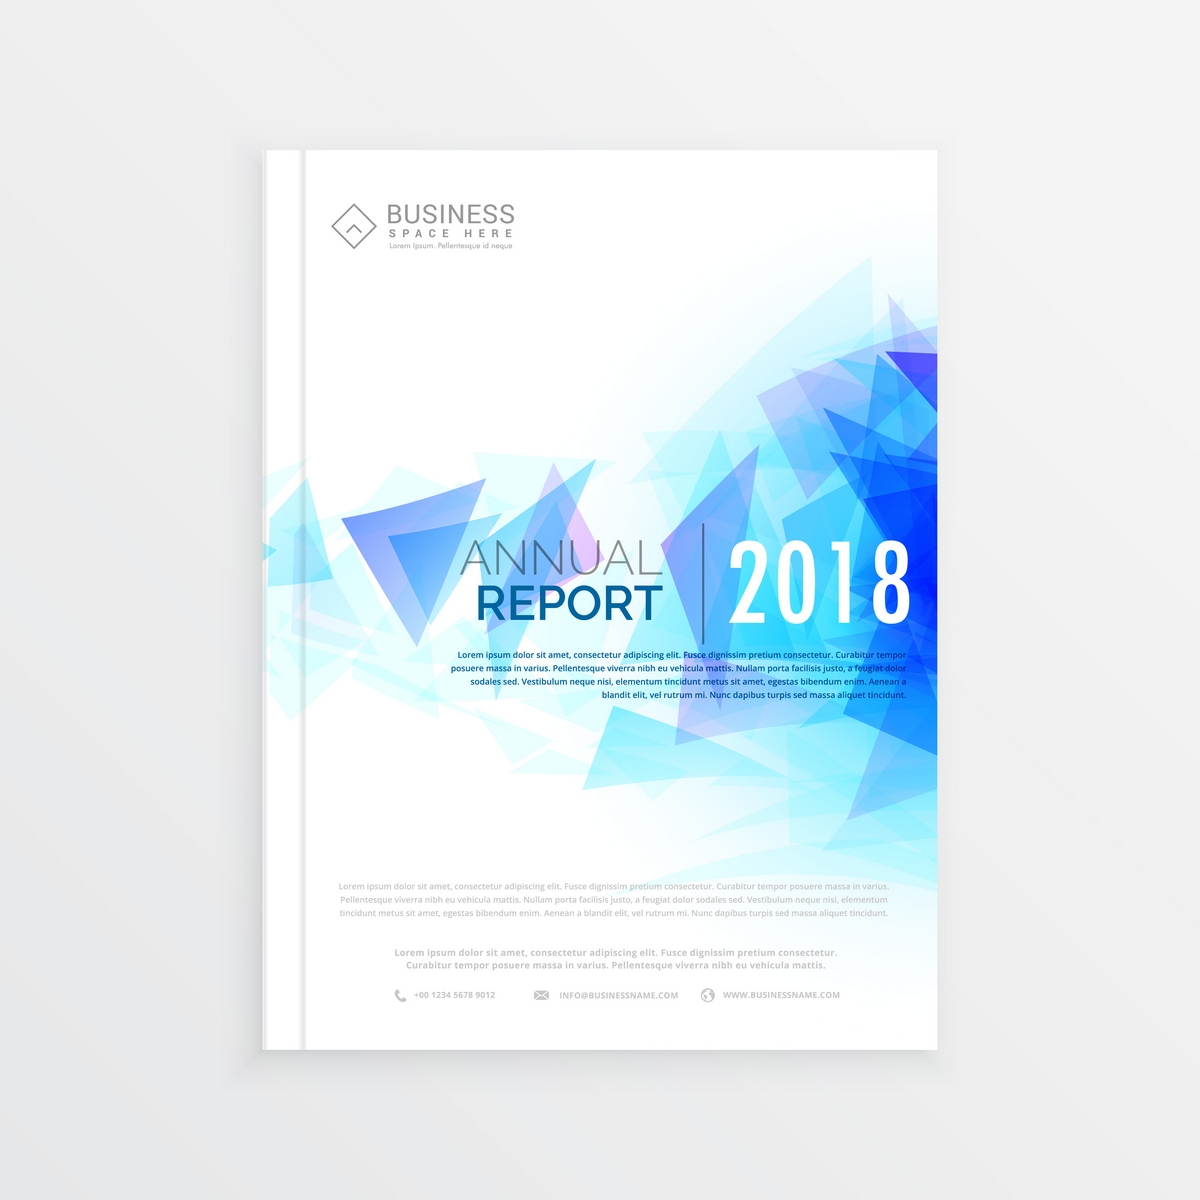 BUSINESS
SPACE HERE
Lorem Ipsum. Pellentesque id neque
ANNUAL
REPORT
2018
Lorem ipsum dolor sit amet, consectetur adipiscing elit. Fusce dignissim pretium consectetur. Curabitur tempor
posuere massa in varius. Pellentesque viverra nibh eu vehicula mattis. Nullam porta facilisis justo, a feugiat dolor
sodales sed. Vestibulum neque nisi, elementum tincidunt metus sit amet, egestas bibendum enim. Aenean a
blandit elit, vel rutrum mi. Nunc dapibus turpis sed massa aliquet tincidunt.
Lorem ipsum dolor sit amet, consectetur adipiscing elit. Fusce dignissim pretium consectetur. Curabitur tempor posuere massa in varius.
Pellentesque viverra nibh eu vehicula mattis. Nullam porta facilisis justo, a feugiat dolor sodales sed. Vestibulum neque nisi, elementum
tincidunt metus sit amet, egestas bibendum enim. Aenean a blandit elit, vel rutrum mi. Nunc dapibus turpis sed massa aliquet tincidunt.
Lorem ipsum dolor sit amet, consectetur adipiscing elit. Fusce dignissim pretium consectetur.
Curabitur tempor posuere massa in varius. Pellentesque viverra nibh eu vehicula mattis.
+00 1234 5678 9012 INFO@BUSINESSNAME.COM WWW.BUSINESSNAME.COM